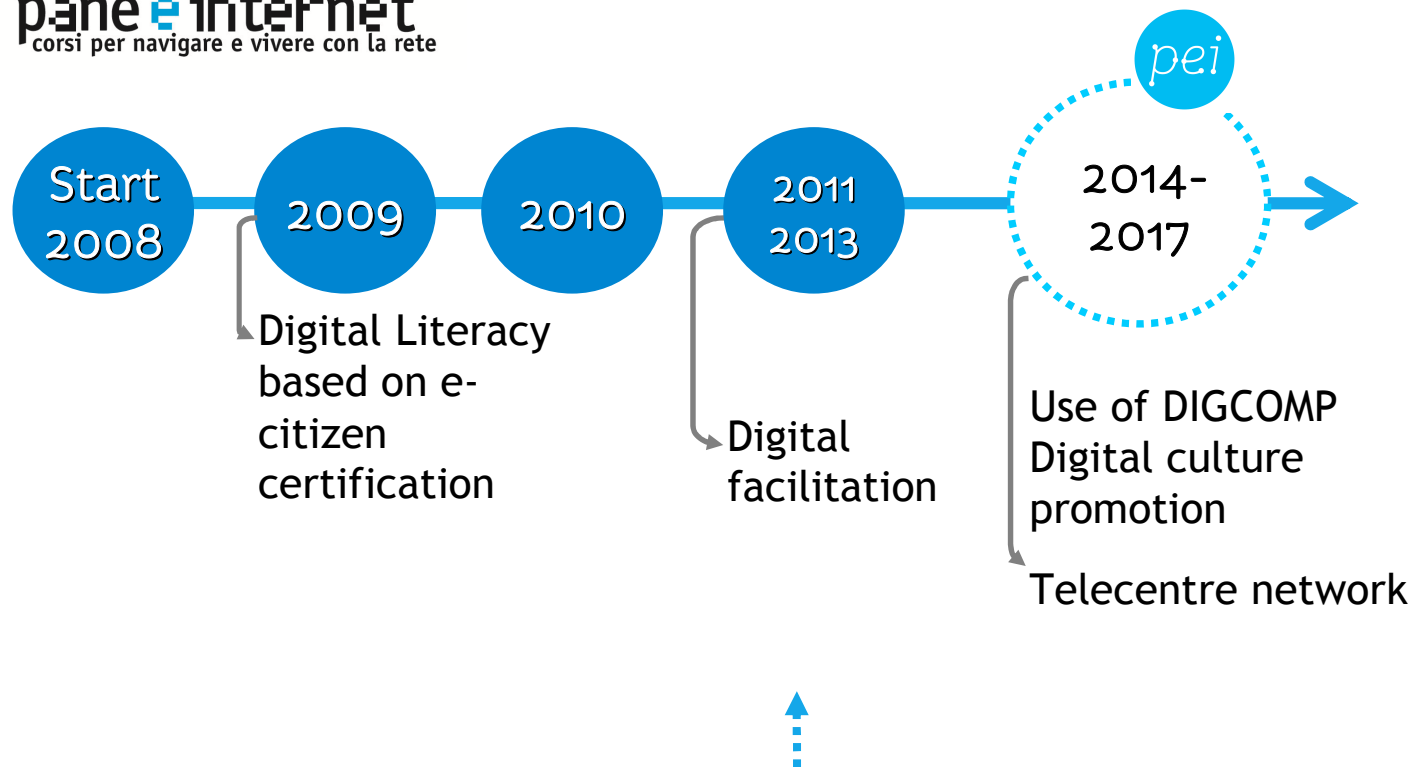 pane e internet
corsi per navigare e vivere con la rete
pei
Start
2008
2009
2010
2011
2013
2014-
2017
Digital Literacy
based on e-
citizen
certification
Digital
facilitation
Use of DIGCOMP
Digital culture
promotion
Telecentre network